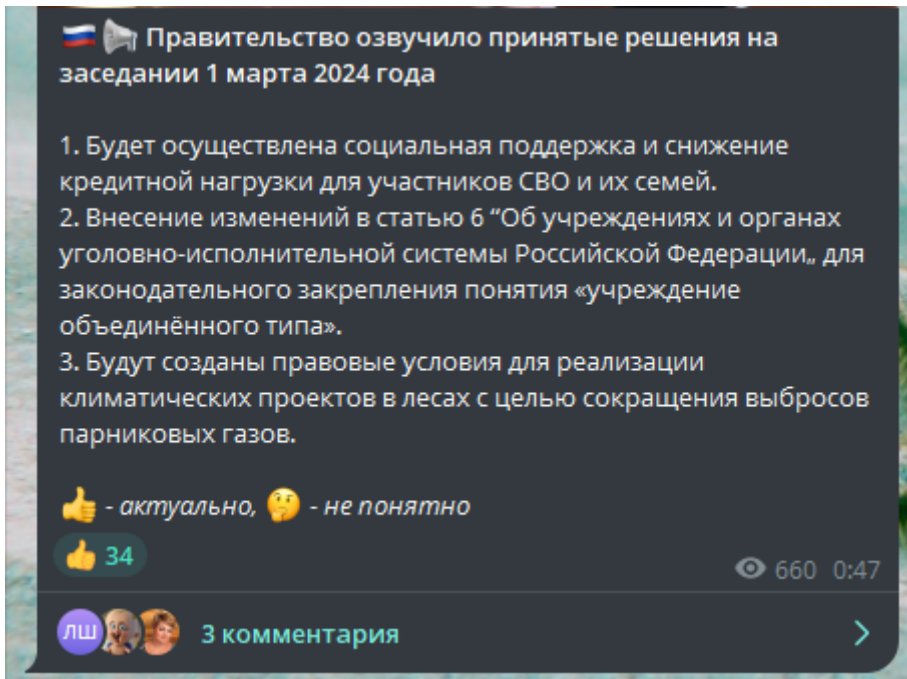 🇷🇺 📢 Правительство озвучило принятые решения на
заседании 1 марта 2024 года
1. Будет осуществлена социальная поддержка и снижение
кредитной нагрузки для участников СВО и их семей.
2. Внесение изменений в статью 6 “Об учреждениях и органах
уголовно-исполнительной системы Российской Федерации„ для
законодательного закрепления понятия «учреждение
объединённого типа».
3. Будут созданы правовые условия для реализации
климатических проектов в лесах с целью сокращения выбросов
парниковых газов.
👍 - актуально, 🤔 - не понятно
👍 34
660 0:47
ЛШ 3 комментария